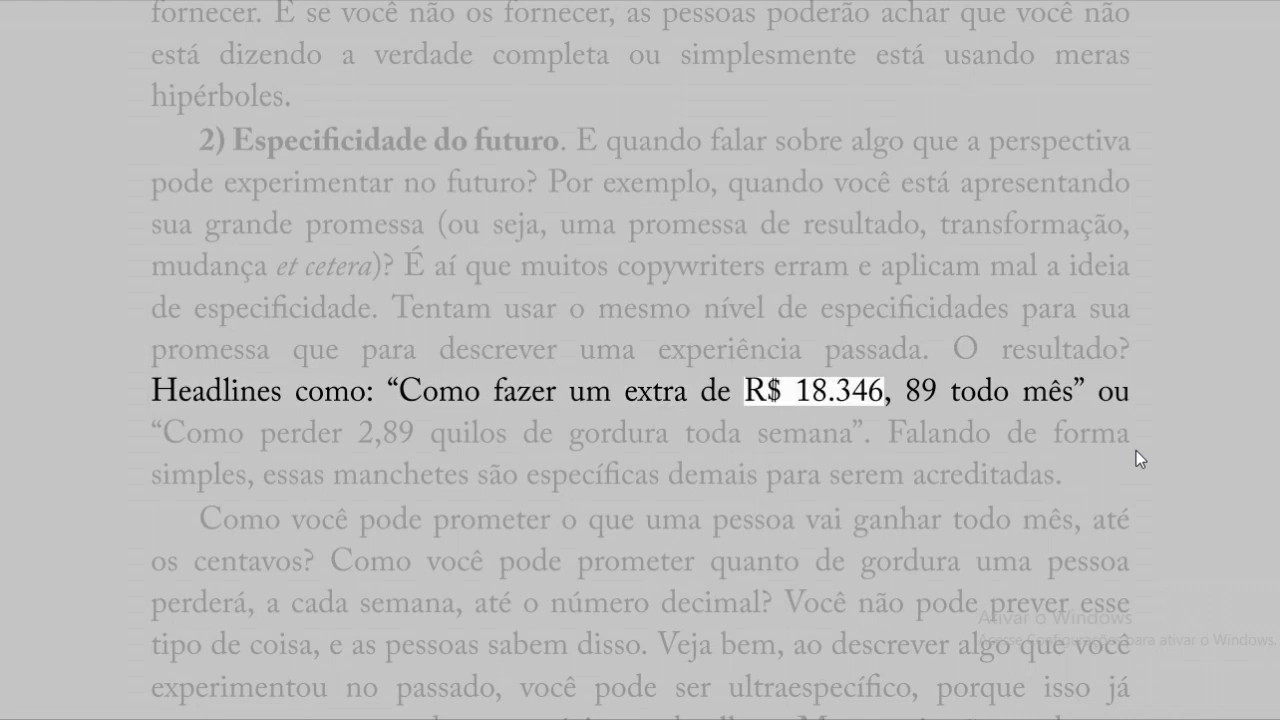 fornecer. E se você não os fornecer, as pessoas poderão achar que você não
está dizendo a verdade completa ou simplesmente está usando meras
hipérboles.
2) Especificidade do futuro. E quando falar sobre algo que a perspectiva
pode experimentar no futuro? Por exemplo, quando você está apresentando
sua grande promessa (ou seja, uma promessa de resultado, transformação,
mudança et cetera)? É aí que muitos copywriters erram e aplicam mal a ideia
de especificidade. Tentam usar o mesmo nível de especificidades para sua
promessa que para descrever uma experiência passada. O resultado?
Headlines como: “Como fazer um extra de R$ 18.346, 89 todo mês” ou
“Como perder 2,89 quilos de gordura toda semana”. Falando de forma
simples, essas manchetes são específicas demais para serem acreditadas.
Como você pode prometer o que uma pessoa vai ganhar todo mês, até
os centavos? Como você pode prometer quanto de gordura uma pessoa
perderá, a cada semana, até o número decimal? Você não pode prever esse
tipo de coisa, e as pessoas sabem disso. Veja bem, ao descrever algo que você
experimentou no passado, você pode ser ultraespecífico, porque isso já
Ativar o Windows
Acesse Configurações para ativar o Windows.